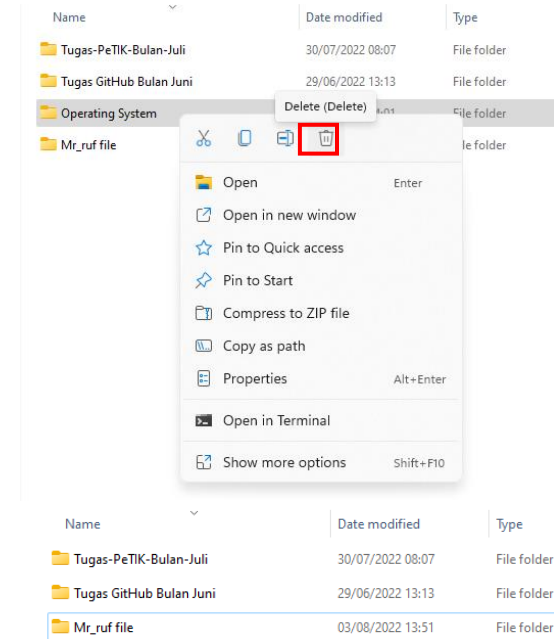 Name Date modified Type
Tugas-PeTIK-Bulan-Juli 30/07/2022 08:07 File folder
Tugas GitHub Bulan Juni 29/06/2022 13:13 File folder
Delete (Delete)
Operating System :01 File folder
Mr_ruf file le folder
Open Enter
Open in new window
Pin to Quick access
Pin to Start
Compress to ZIP file
Copy as path
Properties Alt+Enter
Open in Terminal
Show more options Shift+F10
Name Date modified Type
Tugas-PeTIK-Bulan-Juli 30/07/2022 08:07 File folder
Tugas GitHub Bulan Juni 29/06/2022 13:13 File folder
Mr_ruf file 03/08/2022 13:51 File folder